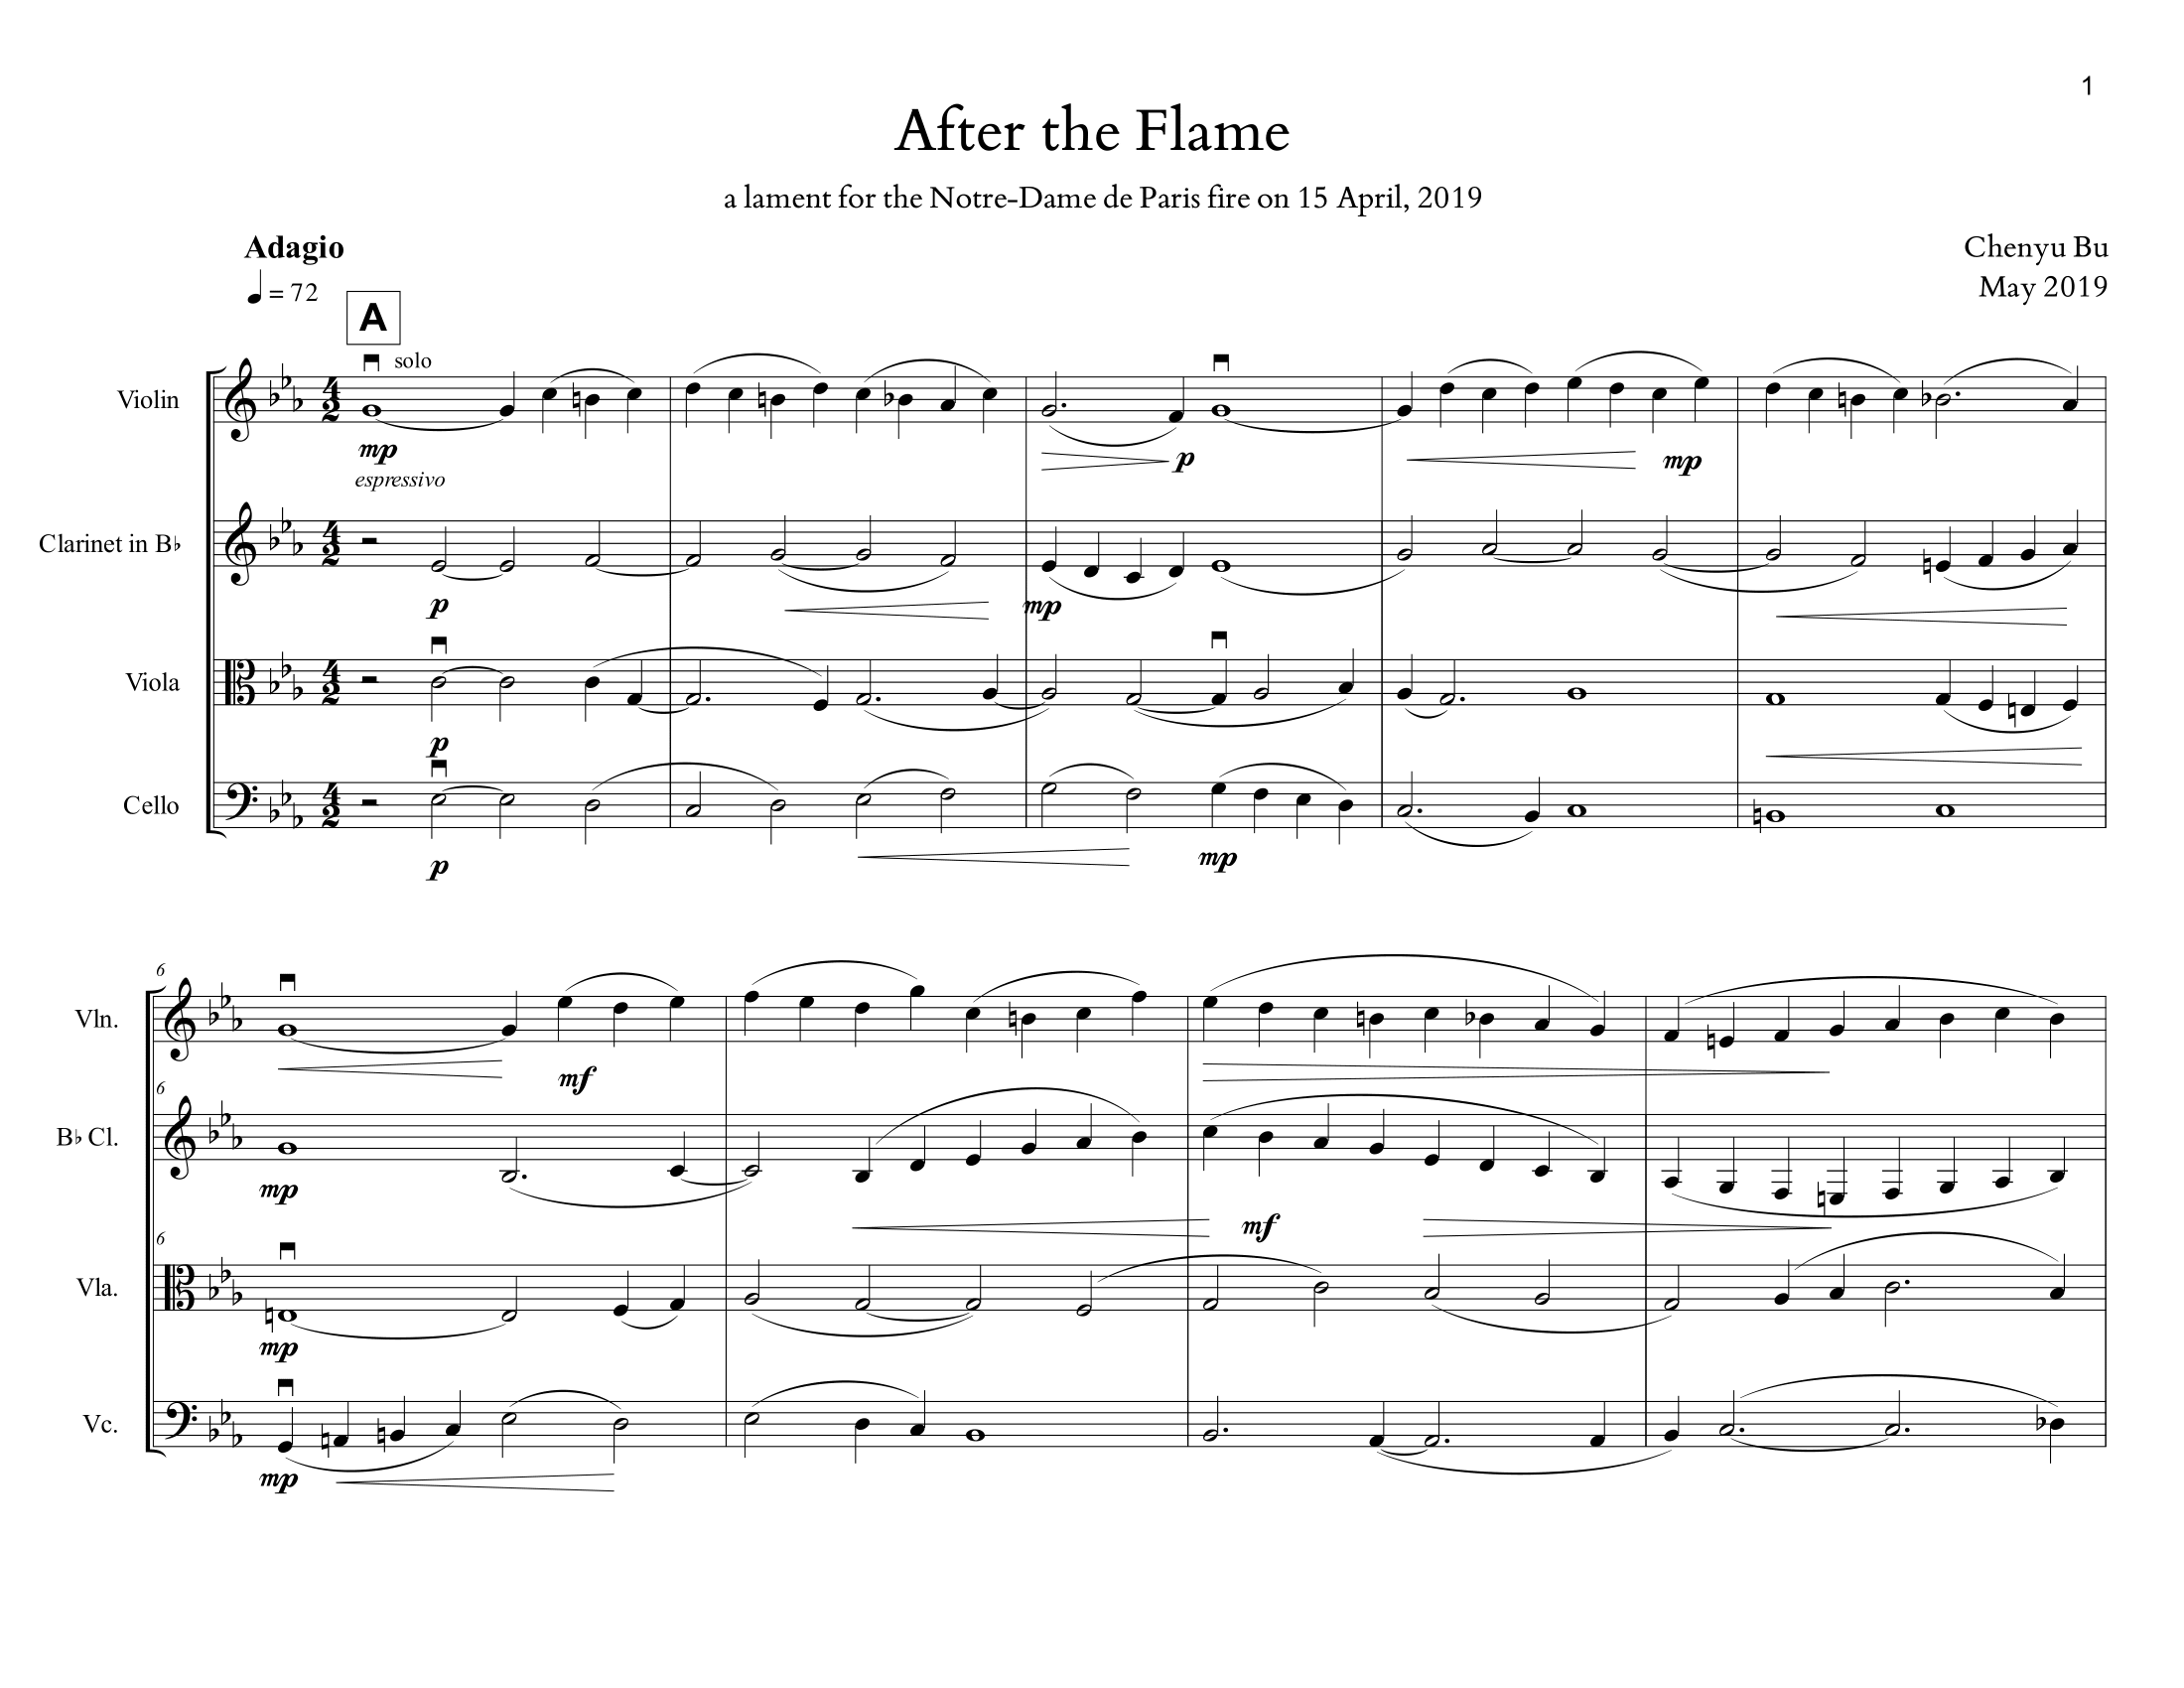 1
After the Flame
a lament for the Notre-Dame de Paris fire on 15 April, 2019
Adagio
Chenyu Bu
♩ = 72
May 2019
A
solo
Violin
mp
p
mp
espressivo
Clarinet in B♭
p
mp
Viola
p
Cello
p
mp
6
Vln.
mf
6
B♭ Cl.
mp
mf
6
Vla.
mp
Vc.
mp